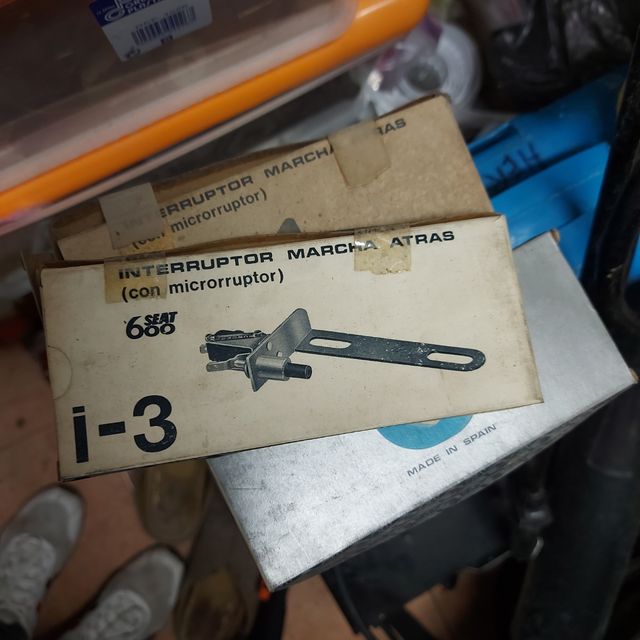 INTERRUPTOR MARCHA ATRAS
(con microrruptor)
INTERRUPTOR MARCHA ATRAS
(con microrruptor)
SEAT
600
i-3
MADE IN SPAIN